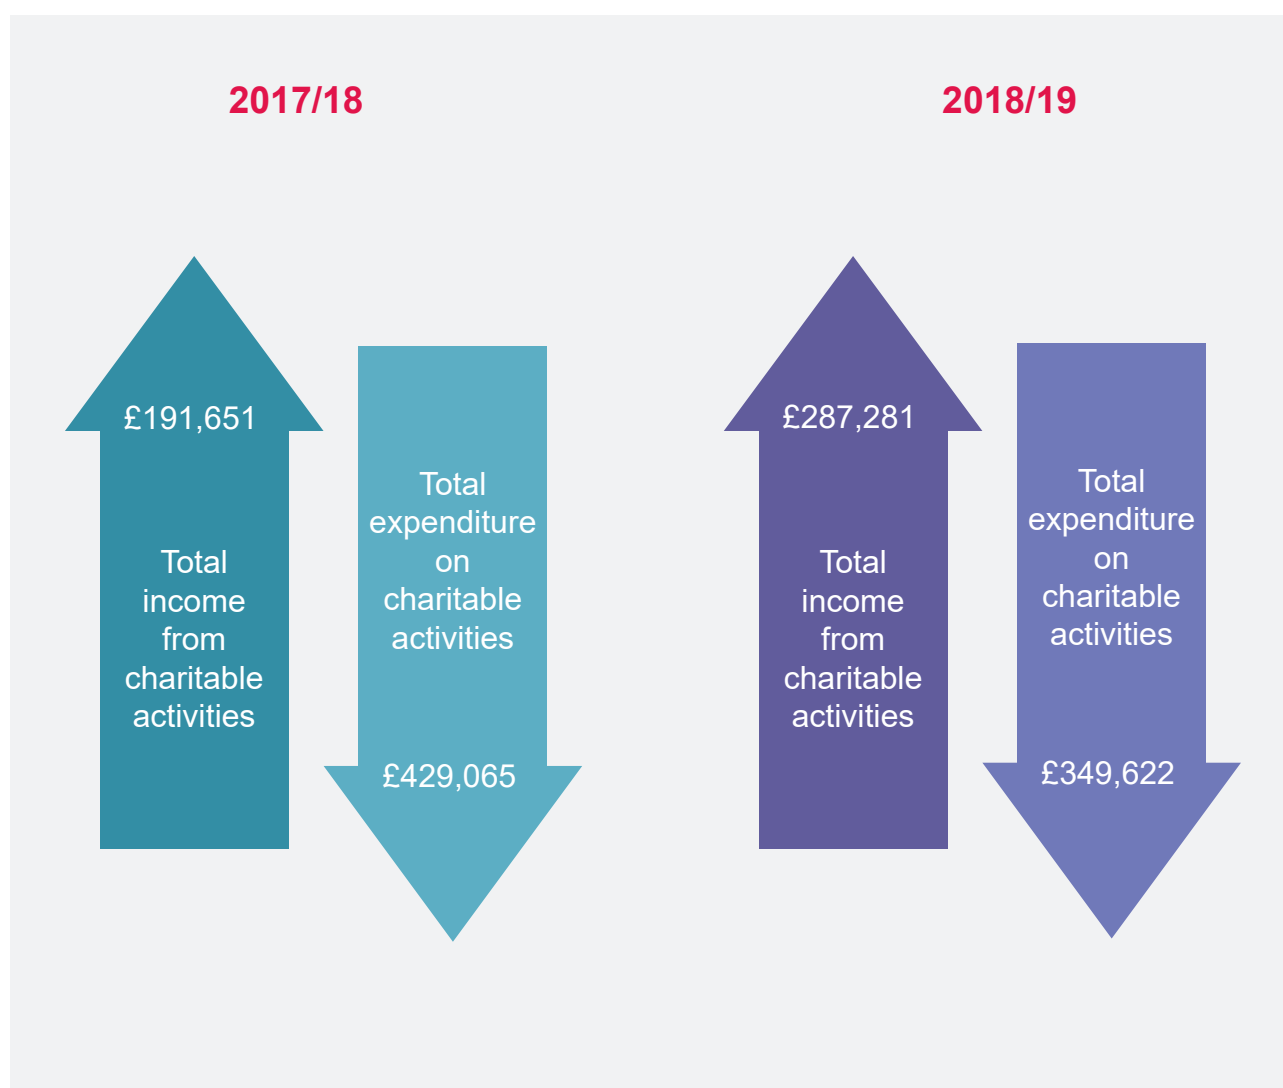 2017/18
£191,651
Total
income
from
charitable
activities
Total
expenditure
on
charitable
activities
£429,065
2018/19
£287,281
Total
income
from
charitable
activities
Total
expenditure
on
charitable
activities
£349,622